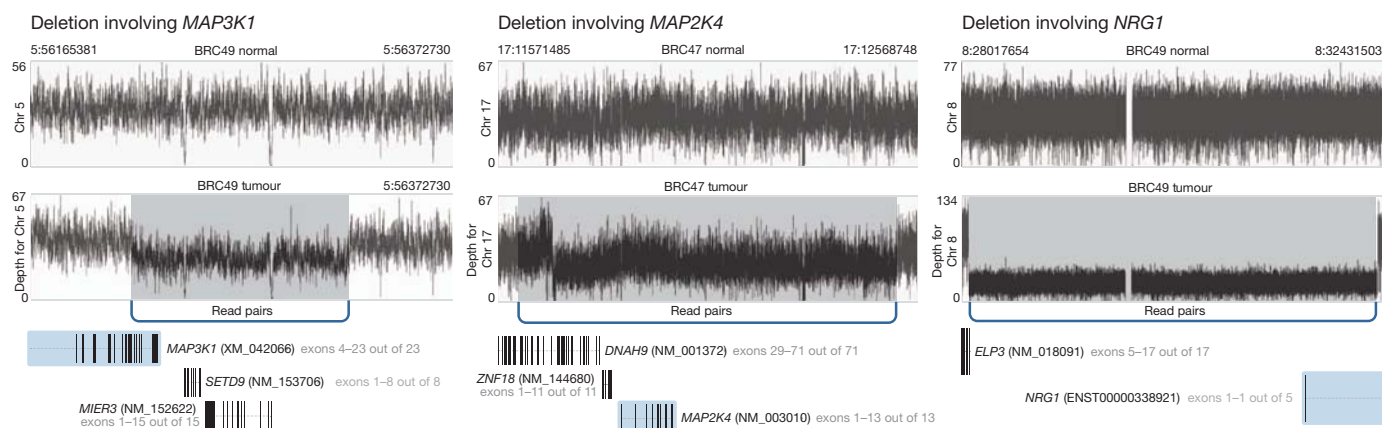 Deletion involving MAP3K1
5:56165381 BRC49 normal 5:56372730
56
Chr 5
0
BRC49 tumour 5:56372730
67
Depth for Chr 5
0
Read pairs
MAP3K1 (XM_042066) exons 4–23 out of 23
SETD9 (NM_153706) exons 1–8 out of 8
MIER3 (NM_152622)
exons 1–15 out of 15
Deletion involving MAP2K4
17:11571485 BRC47 normal 17:12568748
67
Chr 17
0
BRC47 tumour
67
Depth for
Chr 17
0
Read pairs
DNAH9 (NM_001372) exons 29–71 out of 71
ZNF18 (NM_144680)
exons 1–11 out of 11
MAP2K4 (NM_003010) exons 1–13 out of 13
Deletion involving NRG1
8:28017654 BRC49 normal 8:32431503
77
Chr 8
0
BRC49 tumour
134
Depth for
Chr 8
0
Read pairs
ELP3 (NM_018091) exons 5–17 out of 17
NRG1 (ENST00000338921) exons 1–1 out of 5